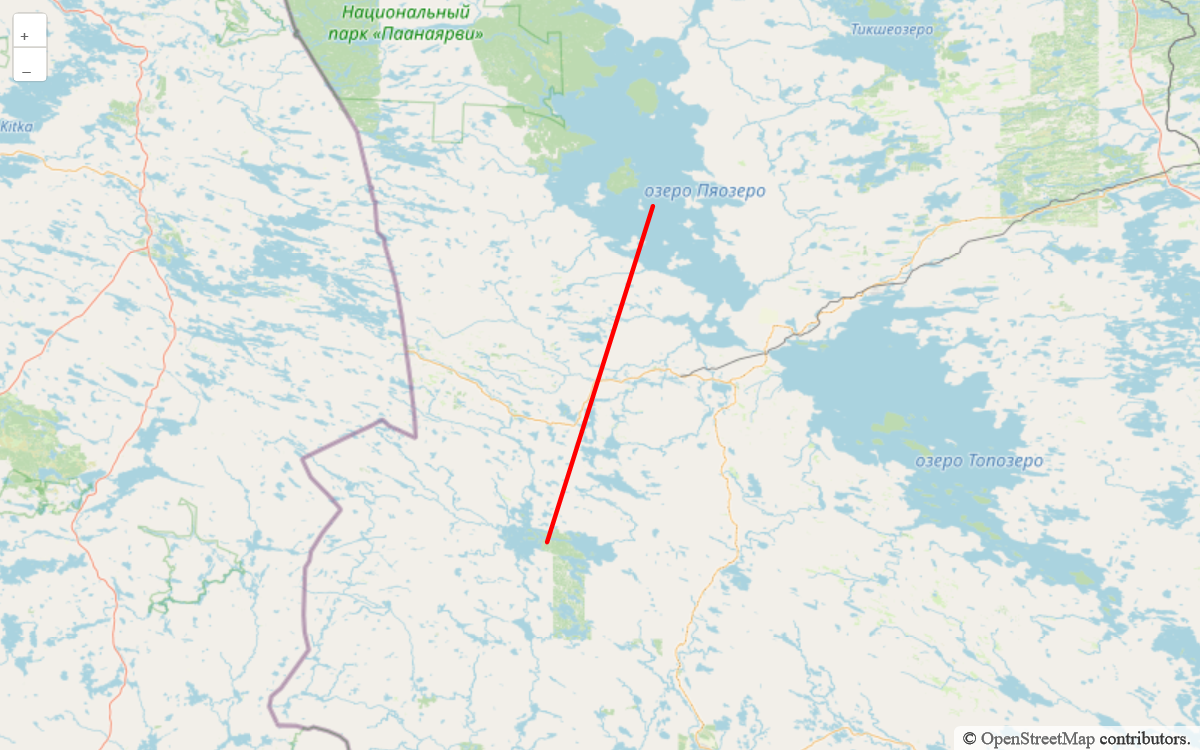 +
–
Национальный
парк «Паанаярви»
Тикшеозеро
Kitka
озеро Пяозеро
озеро Топозеро
© OpenStreetMap contributors.